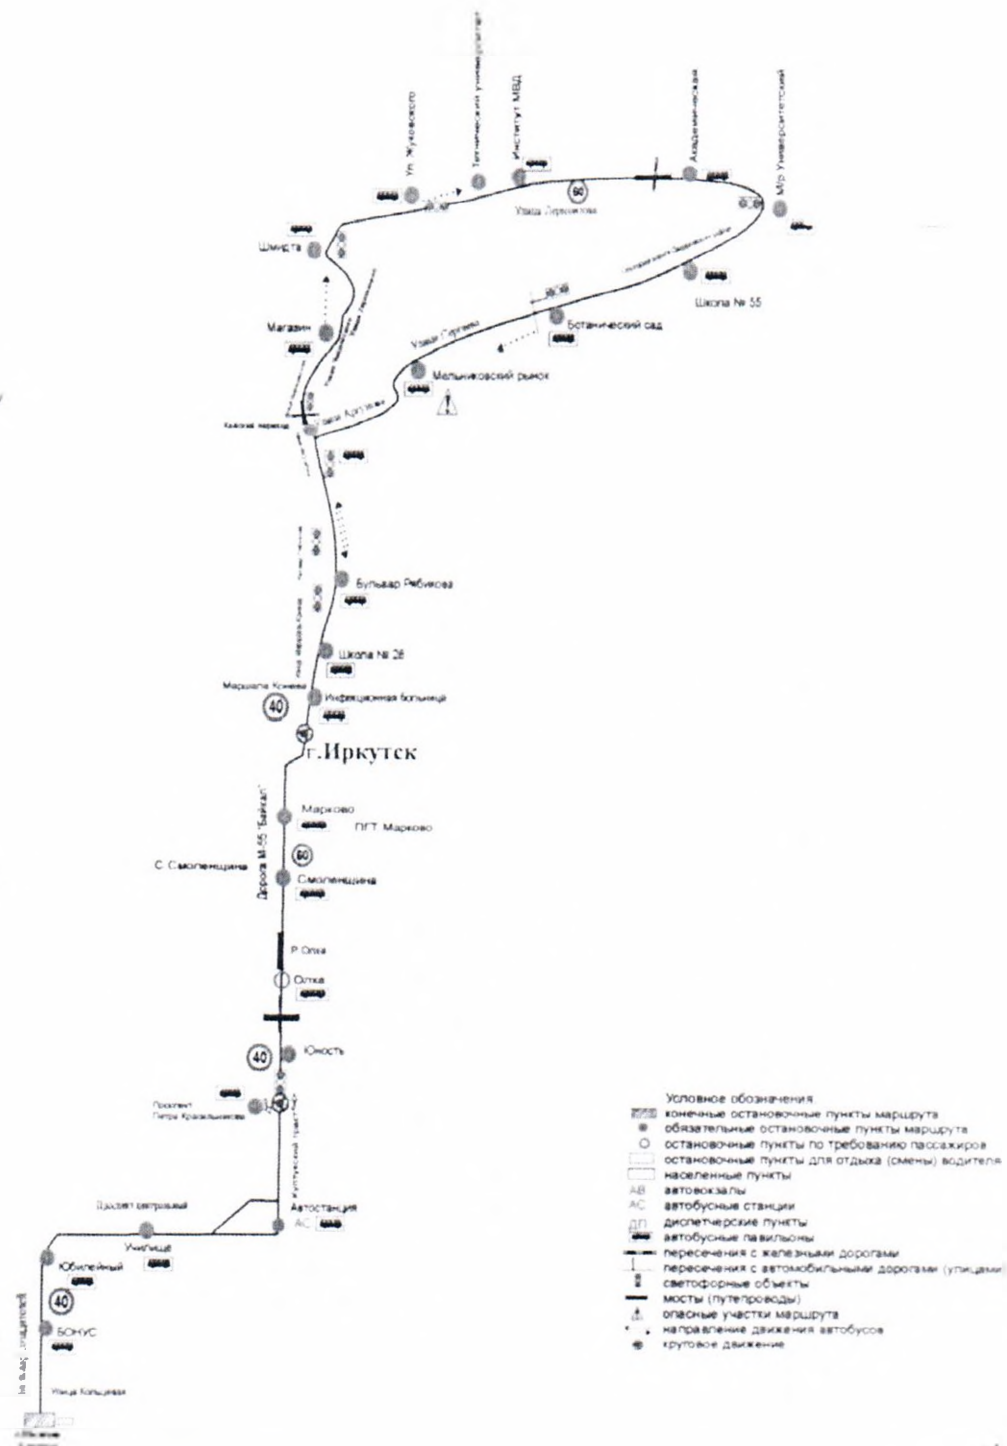 Ул. Жуковского
Технический университет
Институт МВД
Академическая
М/р Университетский
60
Улица Лермонтова
Шмидта
Школа № 55
Магазин
Ботанический сад
Улица Сергеева
Мельниковский рынок
Бульвар Рябикова
Школа № 26
Маршала Конева
Инфекционная больница
40
г.Иркутск
Марково
ПГТ Марково
Дорога М-55 "Байкал"
60
С. Смоленщина
Смоленщина
Р. Олха
Олха
40
Юность
Проспект
Петра Красильникова
Култукский тракт
Проспект Центральный
Автостанция
АС
Училище
Юбилейный
40
БОНУС
Улица Кольцевая
Условное обозначения
конечные остановочные пункты маршрута
обязательные остановочные пункты маршрута
остановочные пункты по требованию пассажиров
остановочные пункты для отдыха (смены) водителя
населенные пункты
АВ автовокзалы
АС автобусные станции
ДП диспетчерские пункты
автобусные павильоны
пересечения с железными дорогами
пересечения с автомобильными дорогами (улицами)
светофорные объекты
мосты (путепроводы)
опасные участки маршрута
направление движения автобусов
круговое движение